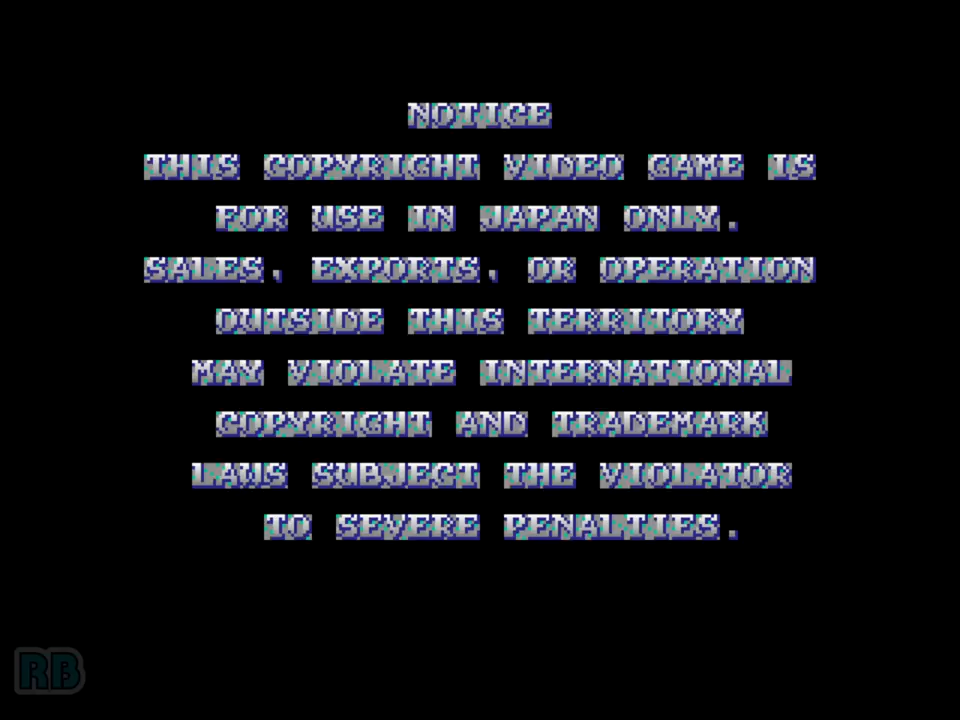 NOTICE
THIS COPYRIGHT VIDEO GAME IS
FOR USE IN JAPAN ONLY.
SALES, EXPORTS, OR OPERATION
OUTSIDE THIS TERRITORY
MAY VIOLATE INTERNATIONAL
COPYRIGHT AND TRADEMARK
LAWS SUBJECT THE VIOLATOR
TO SEVERE PENALTIES.
RB